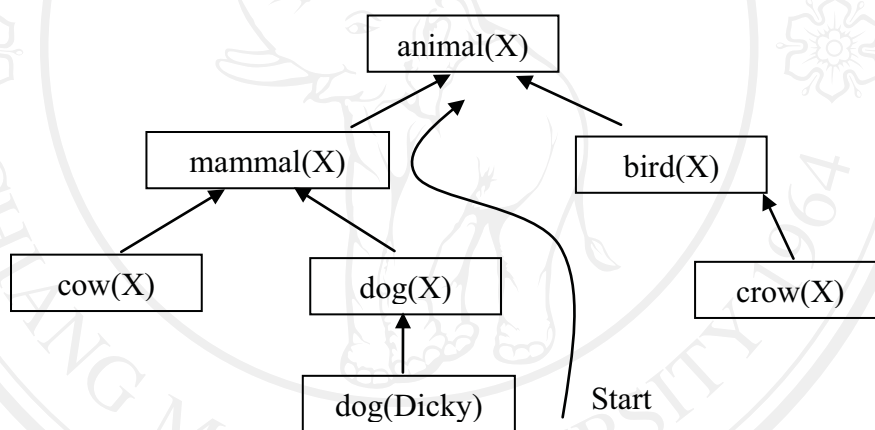 animal(X)
mammal(X)
bird(X)
cow(X)
dog(X)
crow(X)
dog(Dicky)
Start